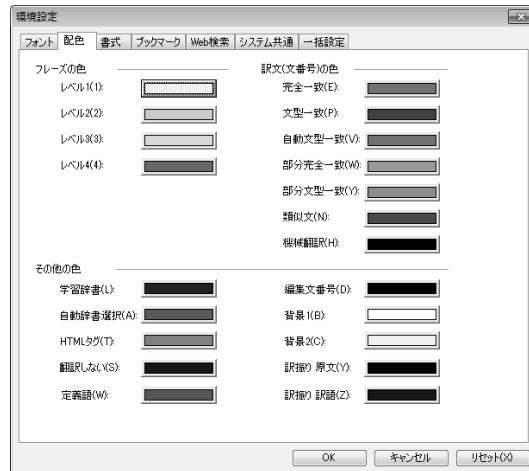 環境設定
フォント 配色 書式 ブックマーク Web検索 システム共通 一括設定
フレーズの色
レベル1(1):
レベル2(2):
レベル3(3):
レベル4(4):
訳文(文番号)の色
完全一致(E):
文型一致(P):
自動文型一致(V):
部分完全一致(W):
部分文型一致(Y):
類似文(N):
機械翻訳(H):
その他の色
学習辞書(L):
自動辞書選択(A):
HTMLタグ(T):
翻訳しない(S):
定義語(W):
編集文番号(D):
背景1(B):
背景2(C):
訳振り 原文(Y):
訳振り 訳語(Z):
OK キャンセル リセット(X)